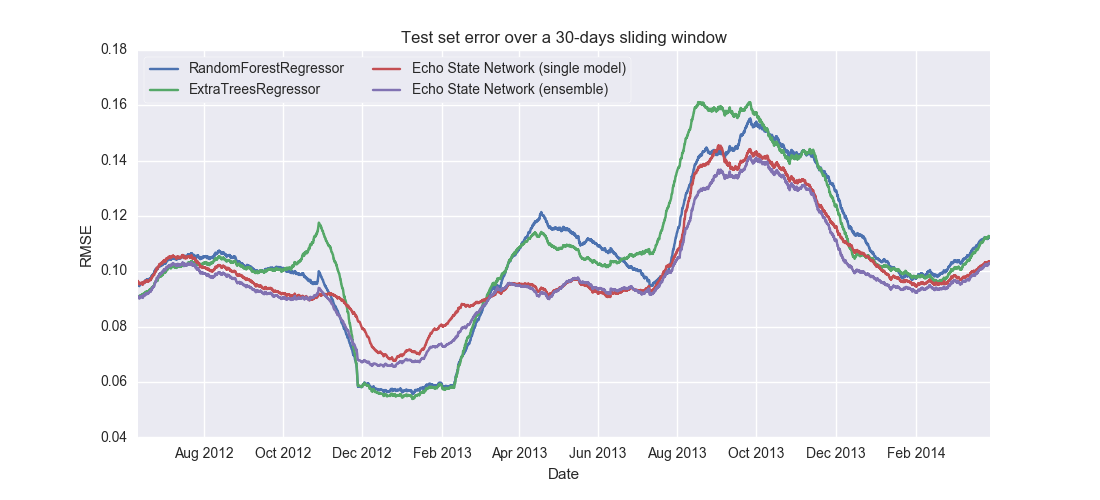 Test set error over a 30-days sliding window
RandomForestRegressor
ExtraTreesRegressor
Echo State Network (single model)
Echo State Network (ensemble)
RMSE
0.18
0.16
0.14
0.12
0.10
0.08
0.06
0.04
Aug 2012 Oct 2012 Dec 2012 Feb 2013 Apr 2013 Jun 2013 Aug 2013 Oct 2013 Dec 2013 Feb 2014
Date